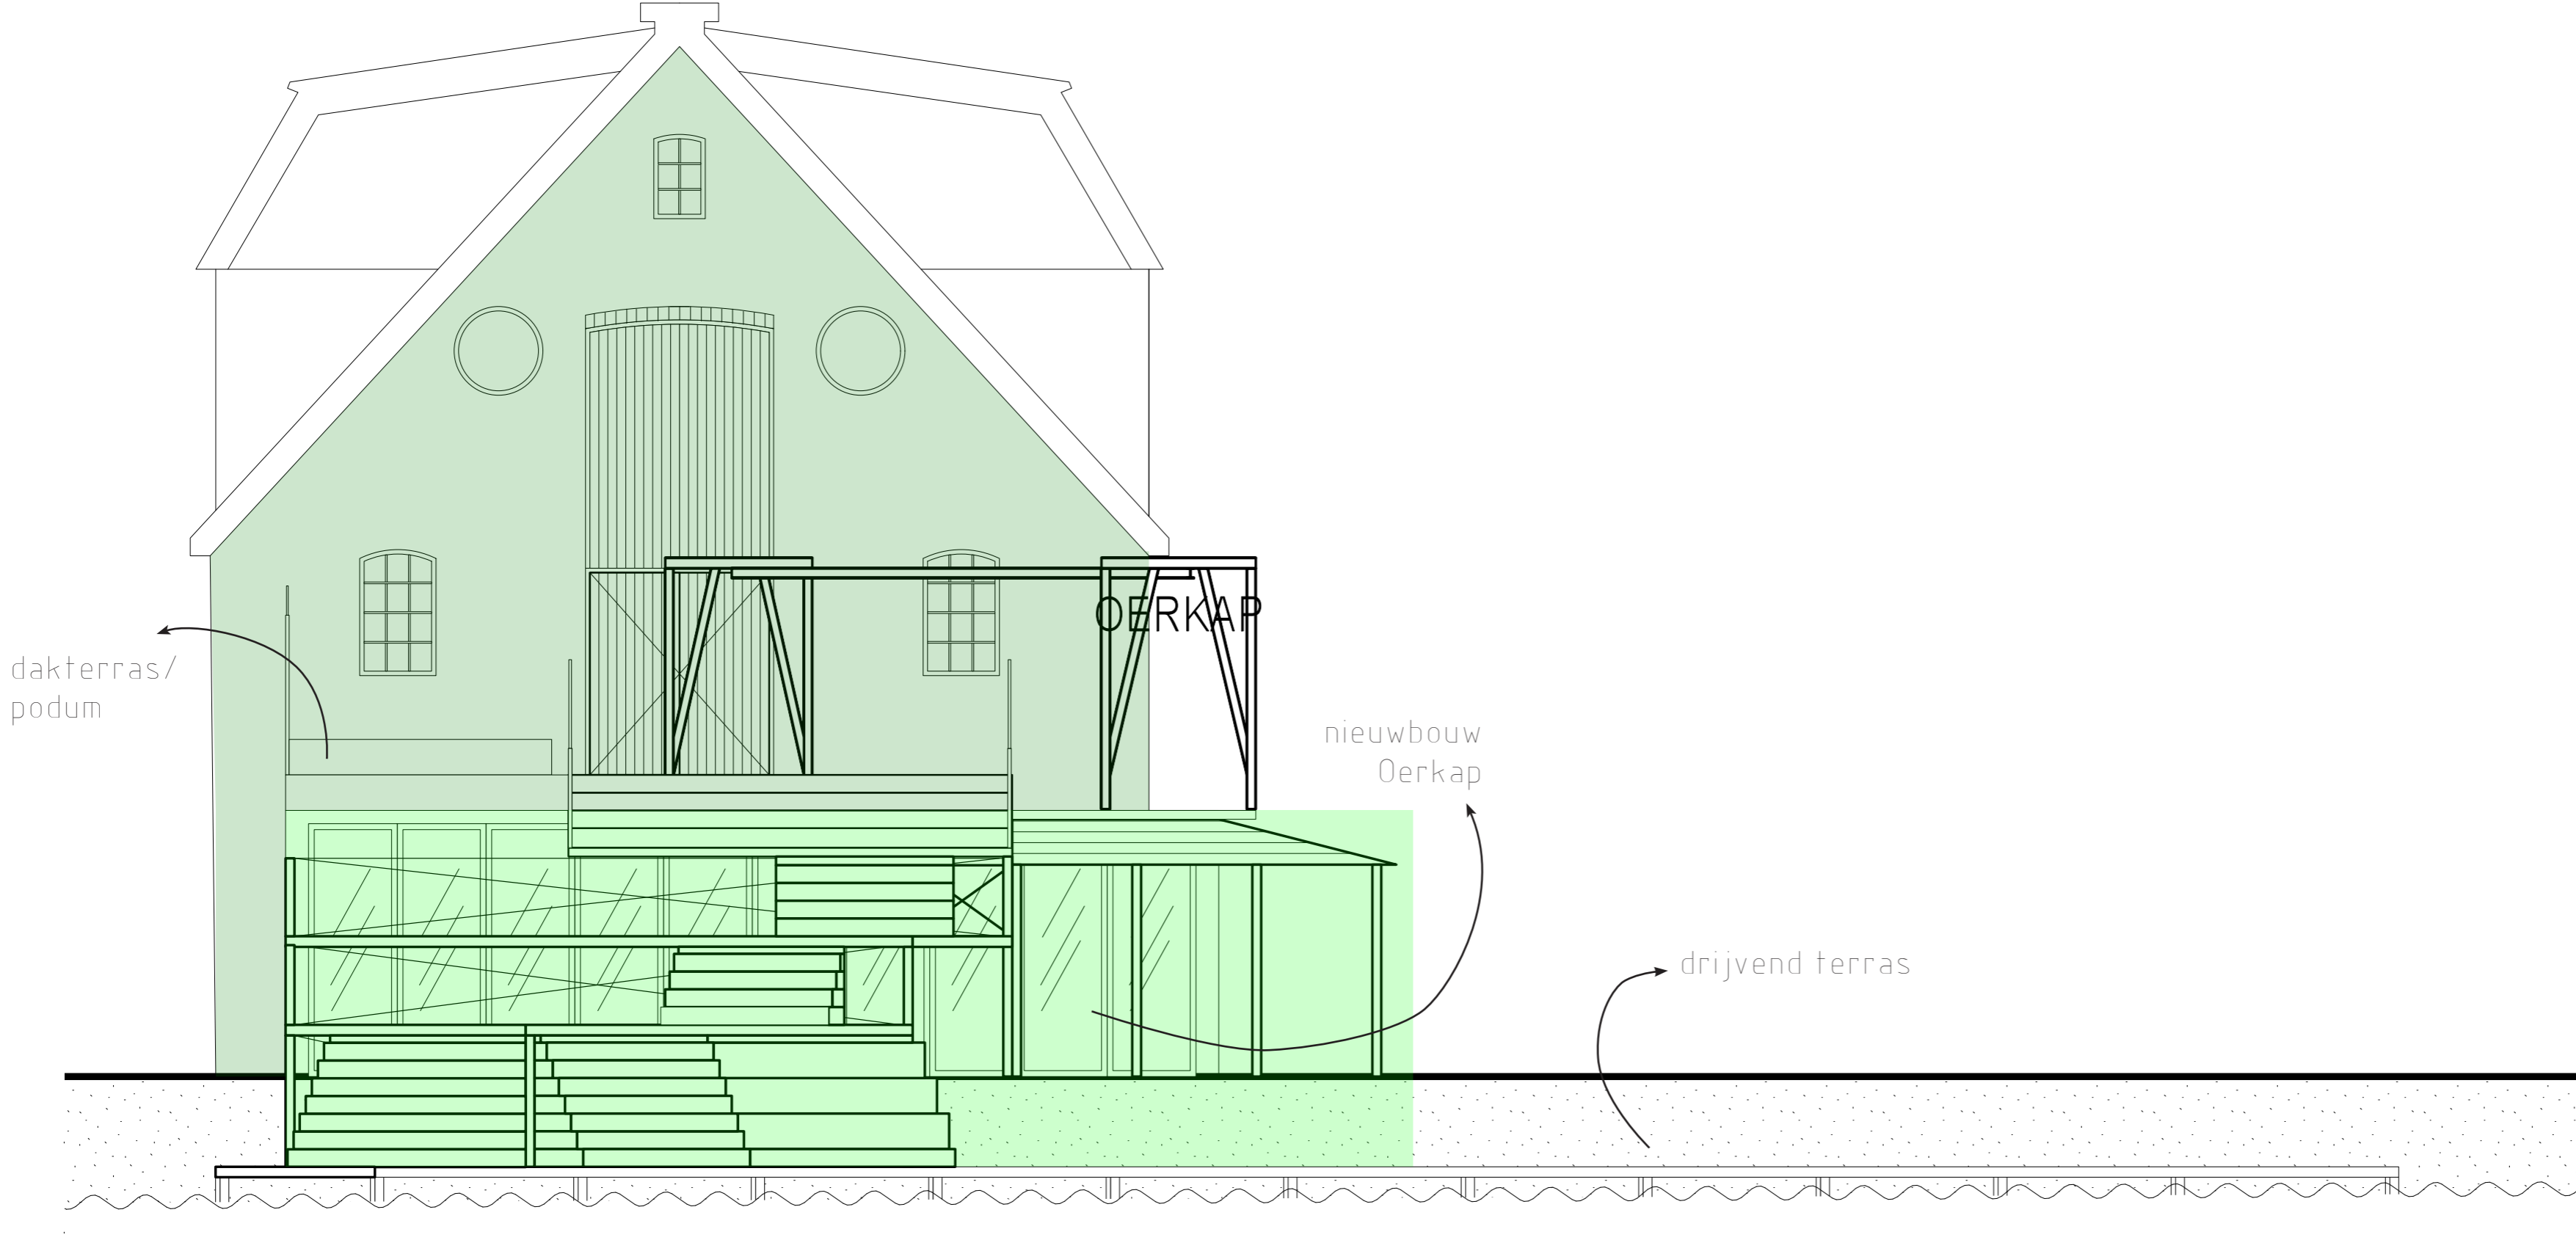 OERKAP
dakterras/
podum
nieuwbouw
Oerkap
drijvend terras